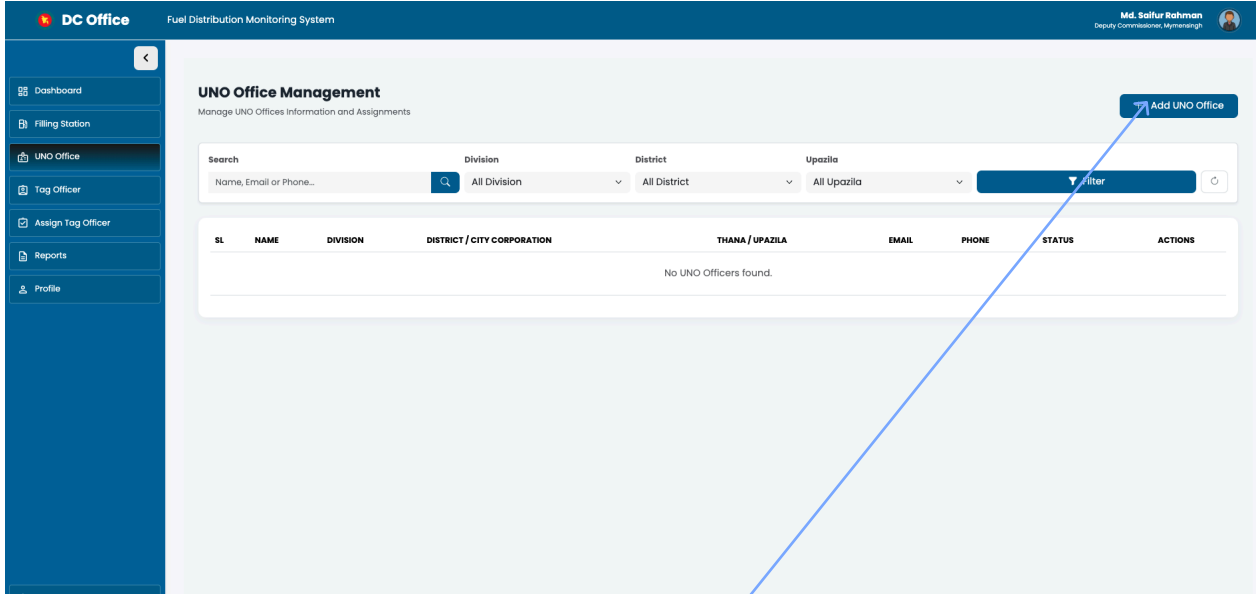 DC Office
Fuel Distribution Monitoring System
Md. Saifur Rahman
Deputy Commissioner, Mymensingh
Dashboard
Filling Station
UNO Office
Tag Officer
Assign Tag Officer
Reports
Profile
UNO Office Management
Manage UNO Offices Information and Assignments
Add UNO Office
Search Division District Upazila
Name, Email or Phone... All Division All District All Upazila Filter
SL NAME DIVISION DISTRICT / CITY CORPORATION THANA / UPAZILA EMAIL PHONE STATUS ACTIONS
No UNO Officers found.